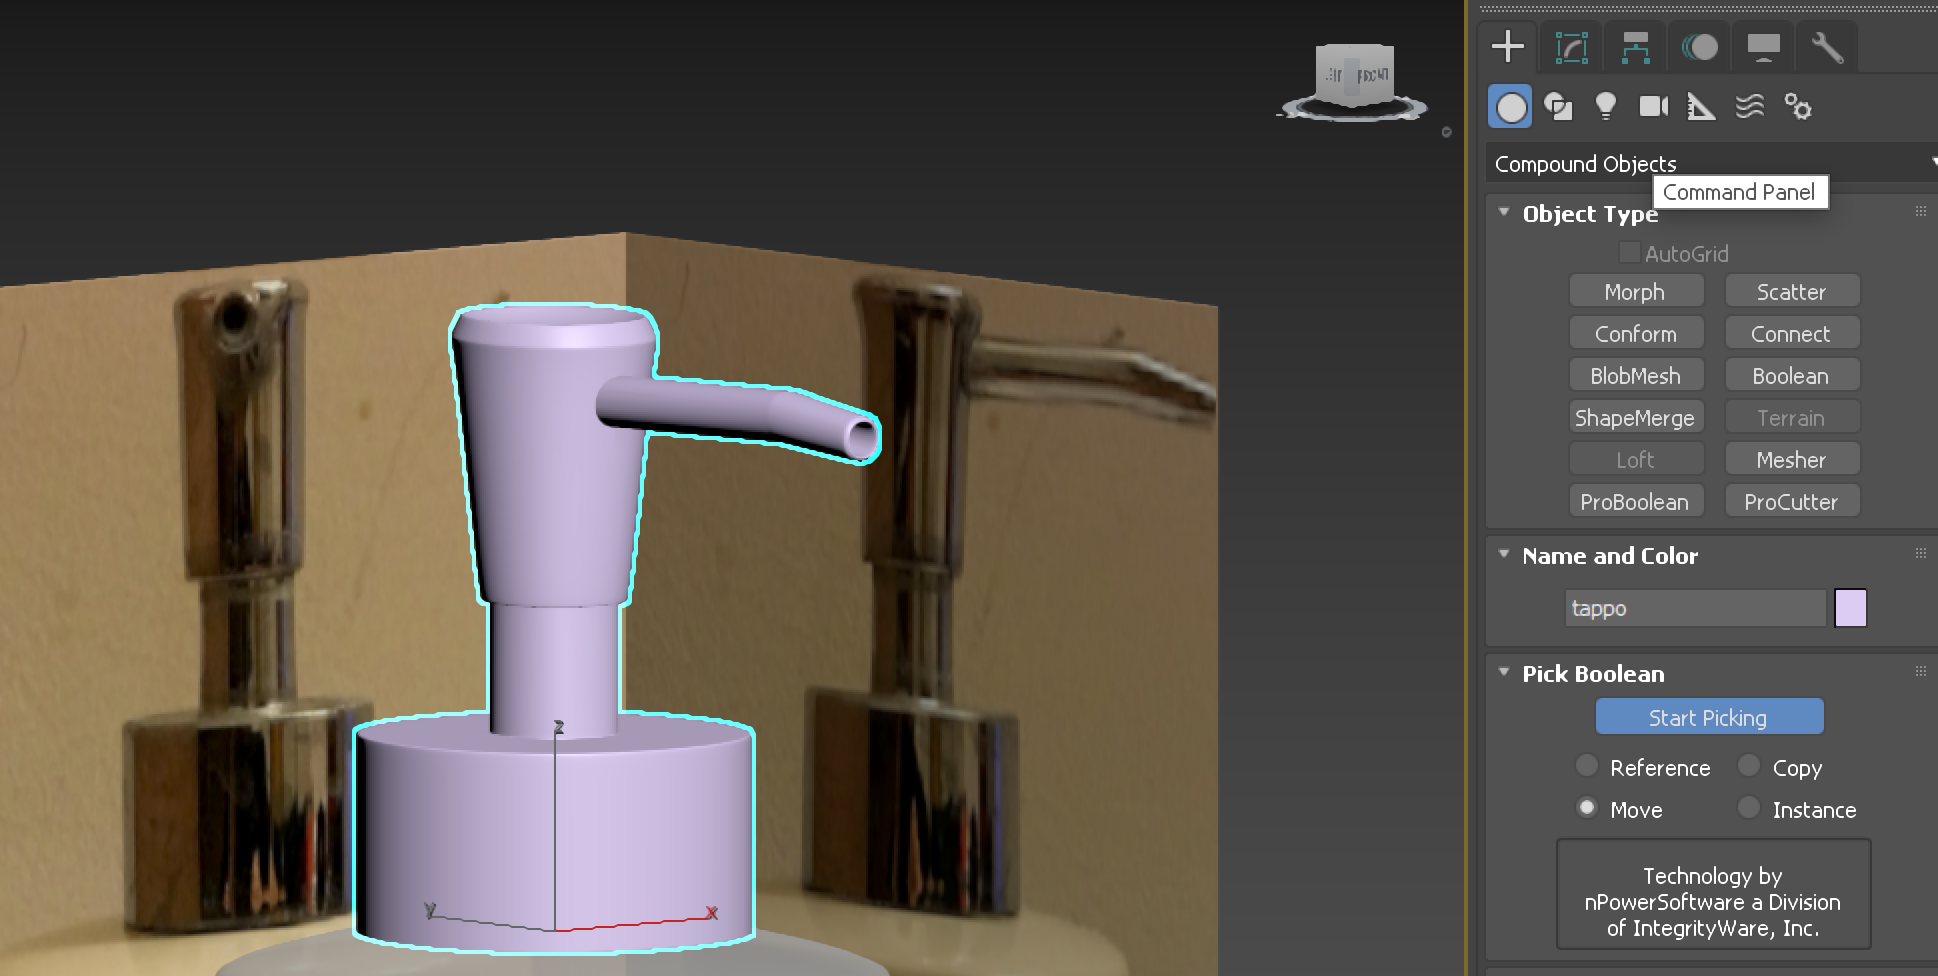 FRONT
Compound Objects
Command Panel
Object Type
AutoGrid
Morph
Scatter
Conform
Connect
BlobMesh
Boolean
ShapeMerge
Terrain
Loft
Mesher
ProBoolean
ProCutter
Name and Color
tappo
Pick Boolean
Start Picking
Reference
Copy
Move
Instance
Technology by
nPowerSoftware a Division
of IntegrityWare, Inc.
z
y
x